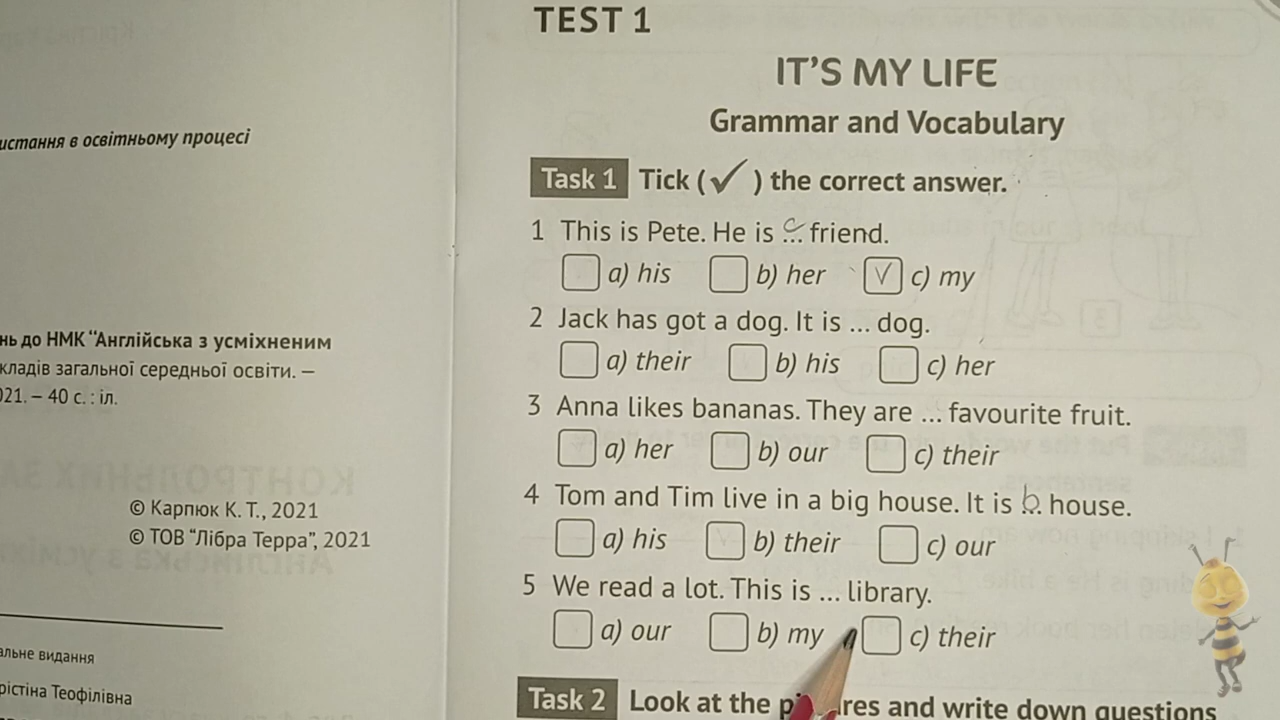 истання в освітньому процесі
нь до НМК “Англійська з усміхненим
кладів загальної середньої освіти. —
021. – 40 с. : іл.
© Карпюк К. Т., 2021
© ТОВ “Лібра Терра”, 2021
альне видання
рістіна Теофілівна
TEST 1
IT’S MY LIFE
Grammar and Vocabulary
Task 1 Tick (✓) the correct answer.
1 This is Pete. He is c... friend.
a) his b) her ✓ c) my
2 Jack has got a dog. It is ... dog.
a) their b) his c) her
3 Anna likes bananas. They are ... favourite fruit.
a) her b) our c) their
4 Tom and Tim live in a big house. It is b... house.
a) his b) their c) our
5 We read a lot. This is ... library.
a) our b) my c) their
Task 2 Look at the and write down questions